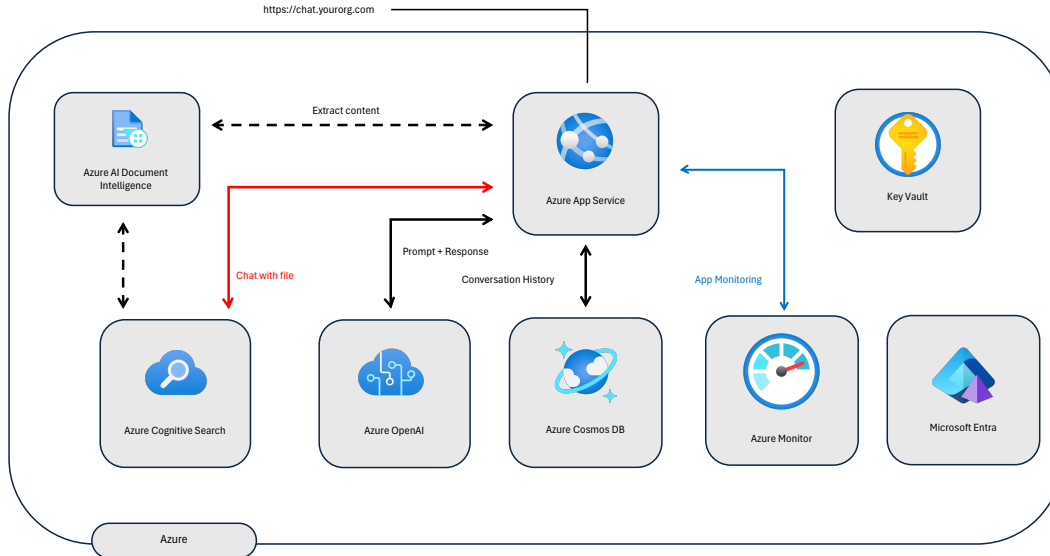 https://chat.yourorg.com
Extract content
Azure AI Document
Intelligence
Azure App Service
Key Vault
Prompt + Response
Chat with file
Conversation History
App Monitoring
Azure Cognitive Search
Azure OpenAI
Azure Cosmos DB
Azure Monitor
Microsoft Entra
Azure